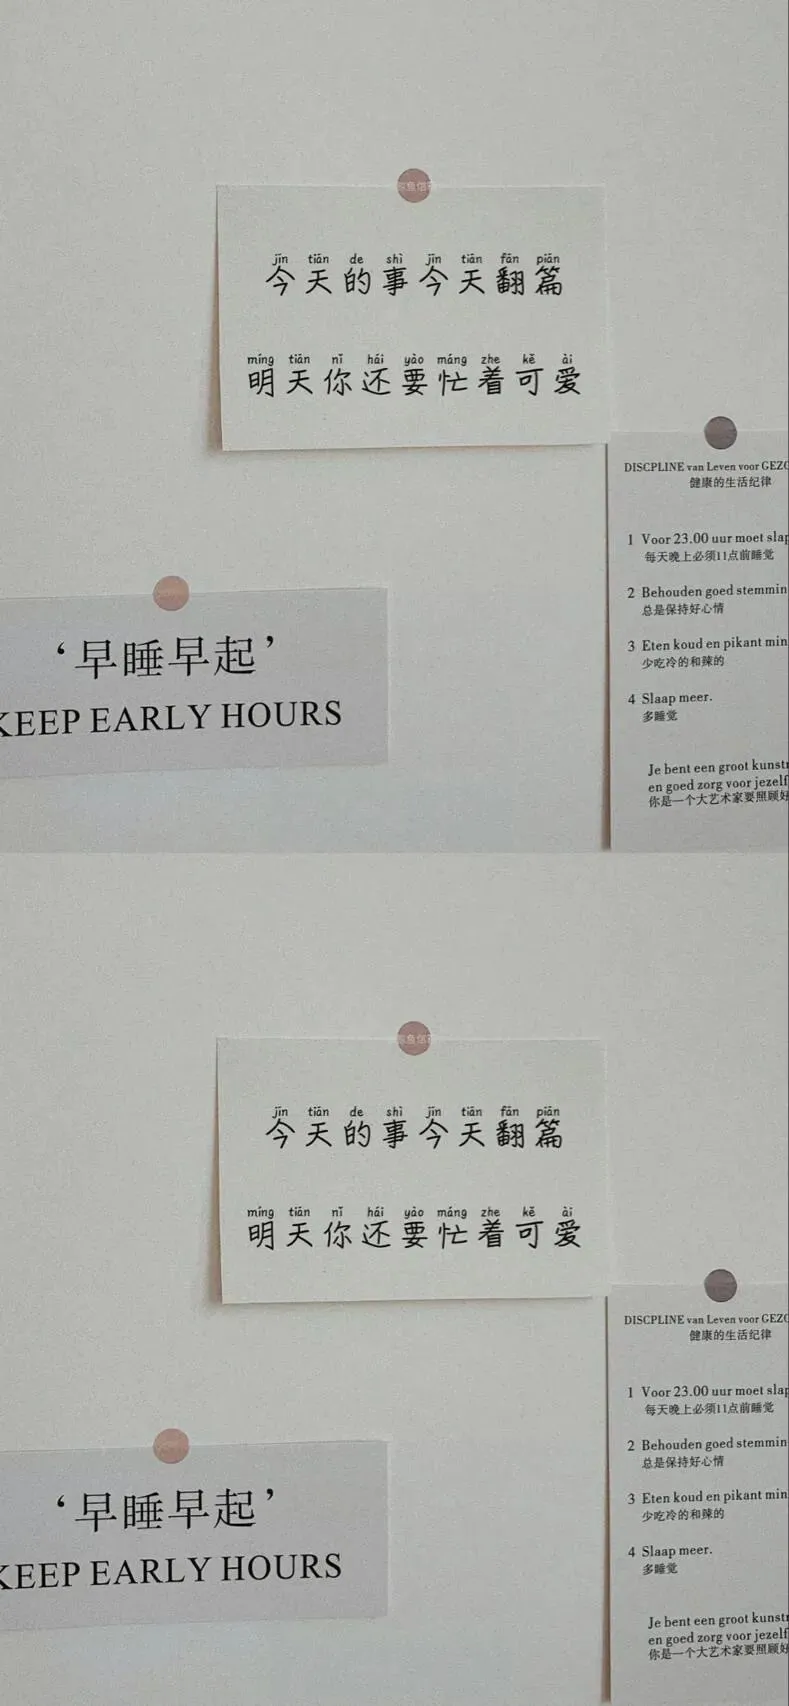 jīn tiān de shì jīn tiān fān piān
今天的事今天翻篇
míng tiān nǐ hái yào máng zhe kě ài
明天你还要忙着可爱
DISCPLINE van Leven voor
健康的生活纪律
1 Voor 23.00 uur moet
每天晚上必须11点前睡觉
2 Behouden goed
总是保持好心情
3 Eten koud en pikant
少吃冷的和辣的
4 Slaap meer.
多睡觉
Je bent een groot
en goed zorg voor
你是一个大艺术家要照顾好
‘早睡早起’
KEEP EARLY HOURS
jīn tiān de shì jīn tiān fān piān
今天的事今天翻篇
míng tiān nǐ hái yào máng zhe kě ài
明天你还要忙着可爱
DISCPLINE van Leven voor
健康的生活纪律
1 Voor 23.00 uur moet
每天晚上必须11点前睡觉
2 Behouden goed
总是保持好心情
3 Eten koud en pikant
少吃冷的和辣的
4 Slaap meer.
多睡觉
Je bent een groot
en goed zorg voor
你是一个大艺术家要照顾好
‘早睡早起’
KEEP EARLY HOURS